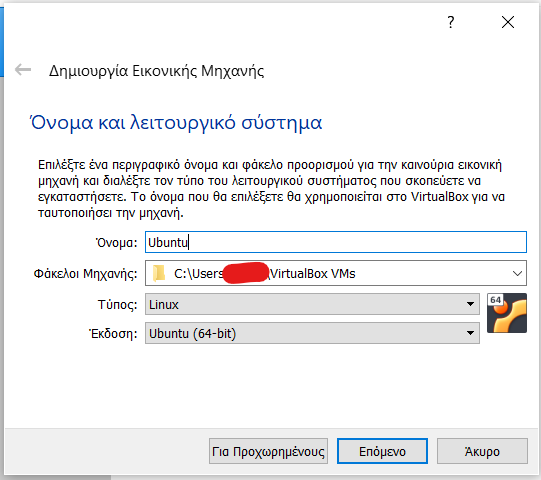 ?
Δημιουργία Εικονικής Μηχανής
Όνομα και λειτουργικό σύστημα
Επιλέξτε ένα περιγραφικό όνομα και φάκελο προορισμού για την καινούρια εικονική
μηχανή και διαλέξτε τον τύπο του λειτουργικού συστήματος που σκοπεύετε να
εγκαταστήσετε. Το όνομα που θα επιλέξετε θα χρημοποιείται στο VirtualBox για να
ταυτοποιήσει την μηχανή.
Όνομα: Ubuntu
Φάκελοι Μηχανής: C:\Users \VirtualBox VMs
Τύπος: Linux
64
Έκδοση: Ubuntu (64-bit)
Για Προχωρημένους Επόμενο Άκυρο